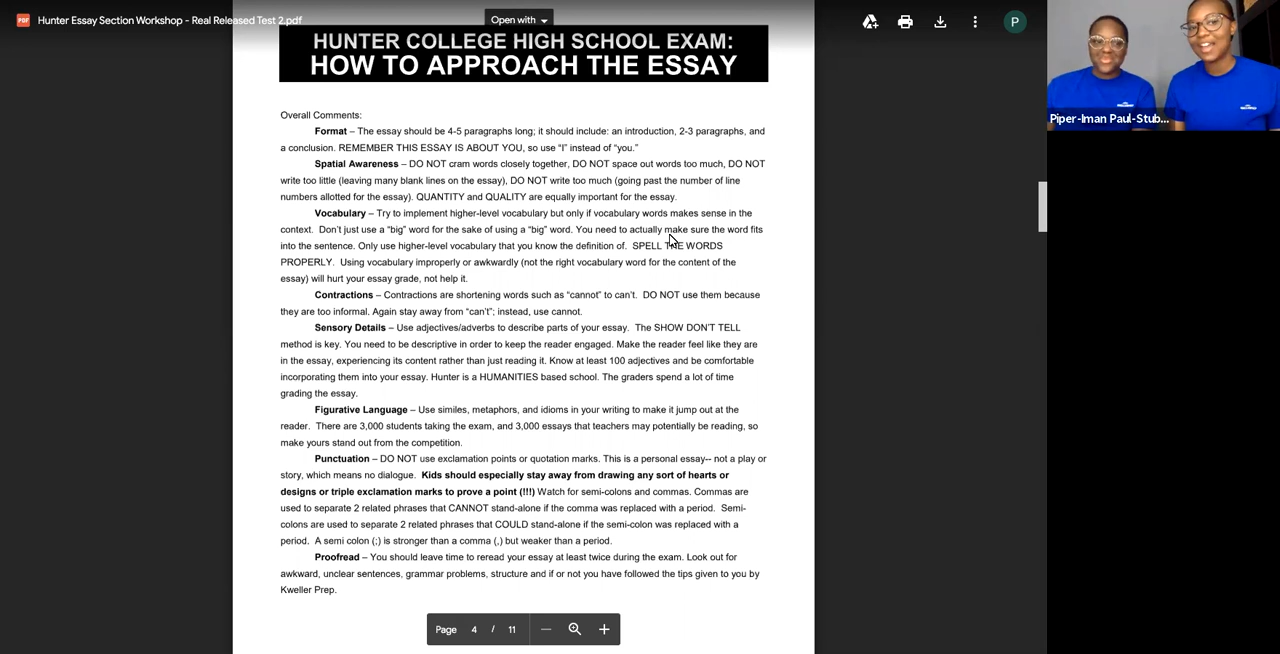 Hunter Essay Section Workshop - Real Released Test 2.pdf
Open with
P
HUNTER COLLEGE HIGH SCHOOL EXAM:
HOW TO APPROACH THE ESSAY
Piper-Iman Paul-Stub...
Overall Comments:
Format – The essay should be 4-5 paragraphs long; it should include: an introduction, 2-3 paragraphs, and
a conclusion. REMEMBER THIS ESSAY IS ABOUT YOU, so use “I” instead of “you.”
Spatial Awareness – DO NOT cram words closely together, DO NOT space out words too much, DO NOT
write too little (leaving many blank lines on the essay), DO NOT write too much (going past the number of line
numbers allotted for the essay). QUANTITY and QUALITY are equally important for the essay.
Vocabulary – Try to implement higher-level vocabulary but only if vocabulary words makes sense in the
context. Don’t just use a “big” word for the sake of using a “big” word. You need to actually make sure the word fits
into the sentence. Only use higher-level vocabulary that you know the definition of. SPELL THE WORDS
PROPERLY. Using vocabulary improperly or awkwardly (not the right vocabulary word for the content of the
essay) will hurt your essay grade, not help it.
Contractions – Contractions are shortening words such as “cannot” to can’t. DO NOT use them because
they are too informal. Again stay away from “can’t”; instead, use cannot.
Sensory Details – Use adjectives/adverbs to describe parts of your essay. The SHOW DON’T TELL
method is key. You need to be descriptive in order to keep the reader engaged. Make the reader feel like they are
in the essay, experiencing its content rather than just reading it. Know at least 100 adjectives and be comfortable
incorporating them into your essay. Hunter is a HUMANITIES based school. The graders spend a lot of time
grading the essay.
Figurative Language – Use similes, metaphors, and idioms in your writing to make it jump out at the
reader. There are 3,000 students taking the exam, and 3,000 essays that teachers may potentially be reading, so
make yours stand out from the competition.
Punctuation – DO NOT use exclamation points or quotation marks. This is a personal essay-- not a play or
story, which means no dialogue. Kids should especially stay away from drawing any sort of hearts or
designs or triple exclamation marks to prove a point (!!!) Watch for semi-colons and commas. Commas are
used to separate 2 related phrases that CANNOT stand-alone if the comma was replaced with a period. Semi-
colons are used to separate 2 related phrases that COULD stand-alone if the semi-colon was replaced with a
period. A semi colon (;) is stronger than a comma (,) but weaker than a period.
Proofread – You should leave time to reread your essay at least twice during the exam. Look out for
awkward, unclear sentences, grammar problems, structure and if or not you have followed the tips given to you by
Kweller Prep.
Page 4 / 11